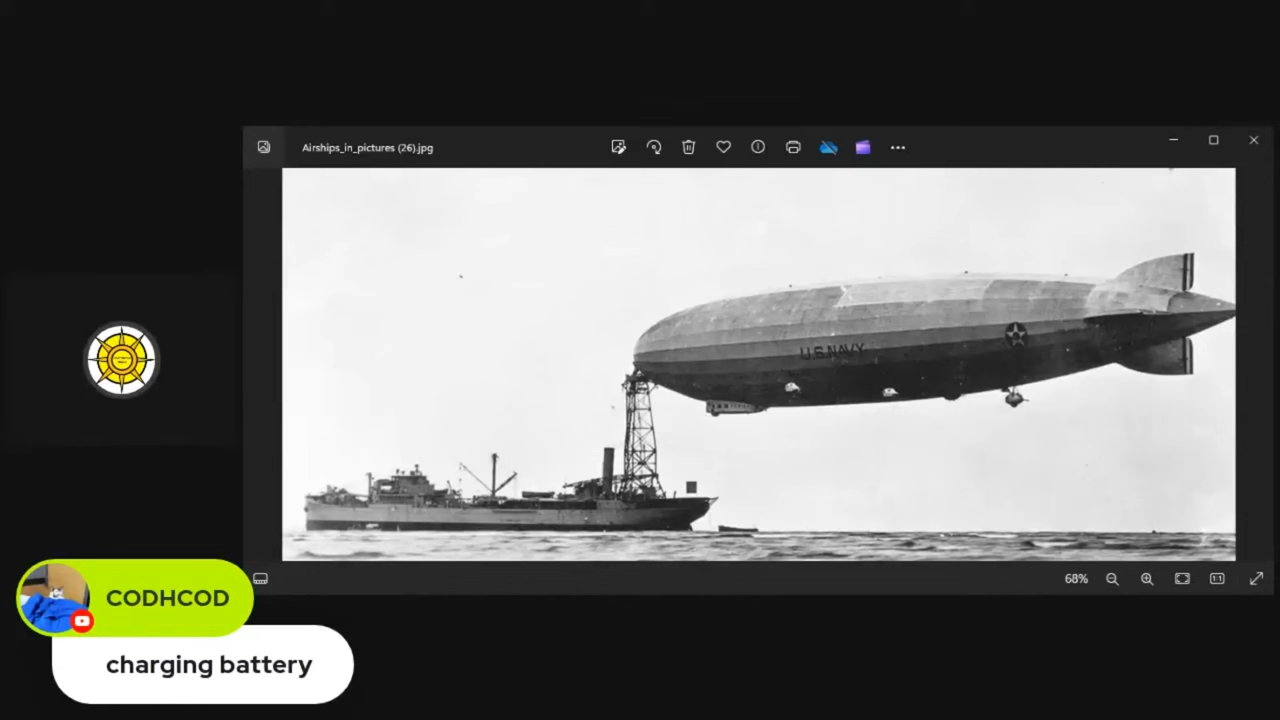 Airships_in_pictures (26).jpg
U.S.NAVY
68%
CODHCOD
charging battery